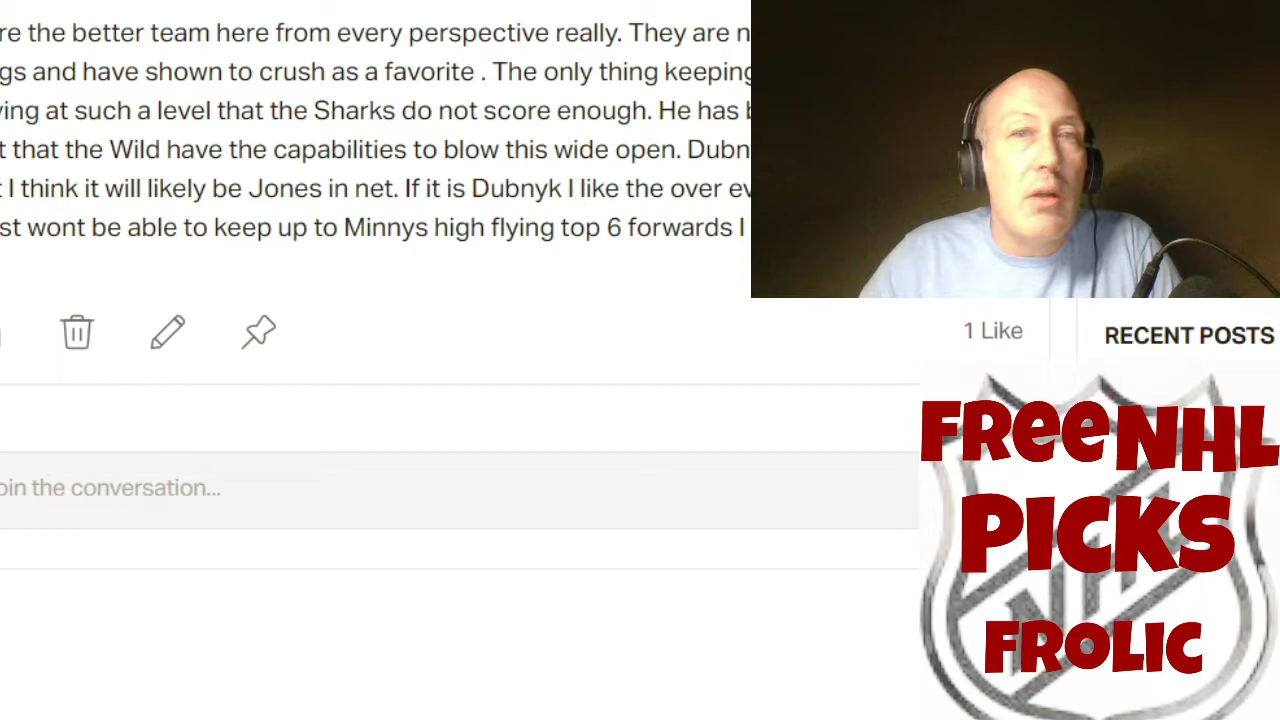 re the better team here from every perspective really. They are n
gs and have shown to crush as a favorite . The only thing keeping
ing at such a level that the Sharks do not score enough. He has
t that the Wild have the capabilities to blow this wide open. Dubn
I think it will likely be Jones in net. If it is Dubnyk I like the over ev
st wont be able to keep up to Minnys high flying top 6 forwards I
1 Like
RECENT POSTS
oin the conversation...
FRee NHL
PICKS
FROLIC
NHL